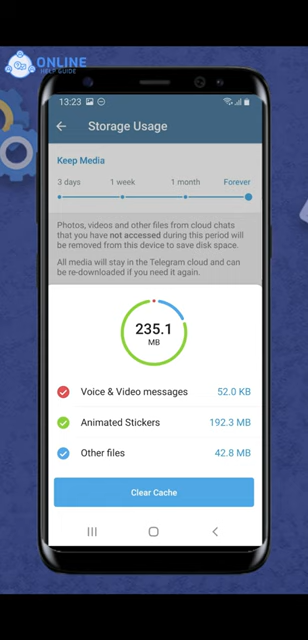 ONLINE
HELP GUIDE
13:23
Storage Usage
Keep Media
3 days 1 week 1 month Forever
Photos, videos and other files from cloud chats
that you have not accessed during this period will
be removed from this device to save disk space.
All media will stay in the Telegram cloud and can
be re-downloaded if you need it again.
235.1
MB
Voice & Video messages 52.0 KB
Animated Stickers 192.3 MB
Other files 42.8 MB
Clear Cache